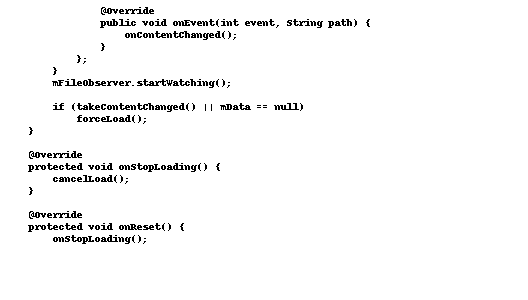 @Override
public void onEvent(int event, String path) {
onContentChanged();
}
};
}
mFileObserver.startWatching();
if (takeContentChanged() || mData == null)
forceLoad();
}
@Override
protected void onStopLoading() {
cancelLoad();
}
@Override
protected void onReset() {
onStopLoading();